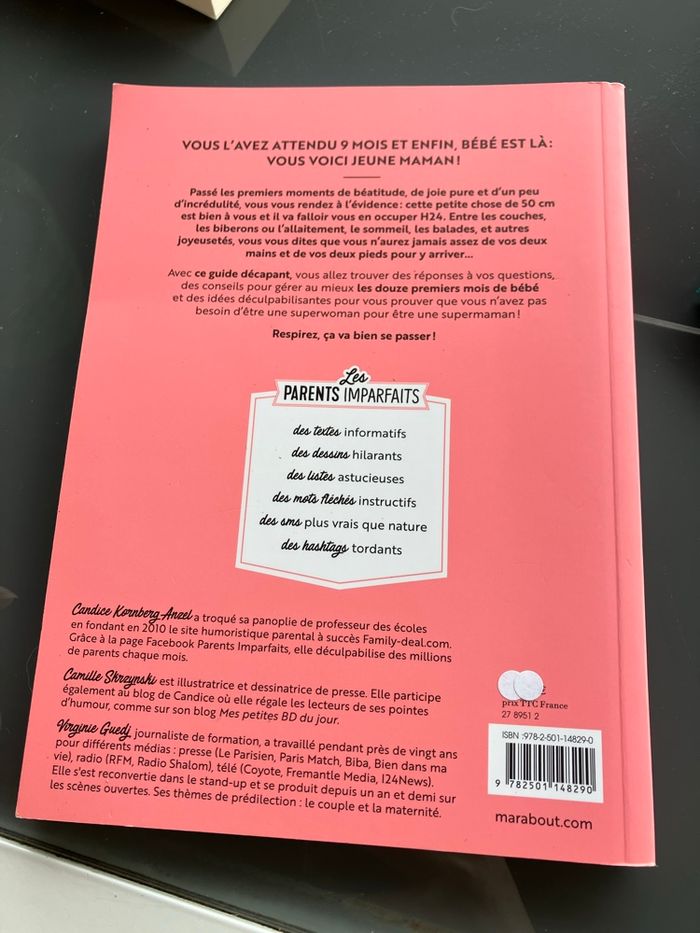 VOUS L'AVEZ ATTENDU 9 MOIS ET ENFIN, BÉBÉ EST LÀ :
VOUS VOICI JEUNE MAMAN !
Passé les premiers moments de béatitude, de joie pure et d'un peu
d'incrédulité, vous vous rendez à l'évidence : cette petite chose de 50 cm
est bien à vous et il va falloir vous en occuper H24. Entre les couches,
les biberons ou l'allaitement, le sommeil, les balades, et autres
joyeusetés, vous vous dites que vous n'aurez jamais assez de vos deux
mains et de vos deux pieds pour y arriver...
Avec ce guide décapant, vous allez trouver des réponses à vos questions,
des conseils pour gérer au mieux les douze premiers mois de bébé
et des idées déculpabilisantes pour vous prouver que vous n'avez pas
besoin d'être une superwoman pour être une supermaman !
Respirez, ça va bien se passer !
Les
PARENTS IMPARFAITS
des textes informatifs
des dessins hilarants
des listes astucieuses
des mots fléchés instructifs
des sms plus vrais que nature
des hashtags tordants
Candice Kornberg-Anzel a troqué sa panoplie de professeur des écoles
en fondant en 2010 le site humoristique parental à succès Family-deal.com.
Grâce à la page Facebook Parents Imparfaits, elle déculpabilise des millions
de parents chaque mois.
Camille Skrzynski est illustratrice et dessinatrice de presse. Elle participe
également au blog de Candice où elle régale les lecteurs de ses pointes
d'humour, comme sur son blog Mes petites BD du jour.
Virginie Guedj, journaliste de formation, a travaillé pendant près de vingt ans
pour différents médias : presse (Le Parisien, Paris Match, Biba, Bien dans ma
vie), radio (RFM, Radio Shalom), télé (Coyote, Fremantle Media, I24News).
Elle s'est reconvertie dans le stand-up et se produit depuis un an et demi sur
les scènes ouvertes. Ses thèmes de prédilection : le couple et la maternité.
prix TTC France
27 8951 2
ISBN :978-2-501-14829-0
9 782501 148290
marabout.com